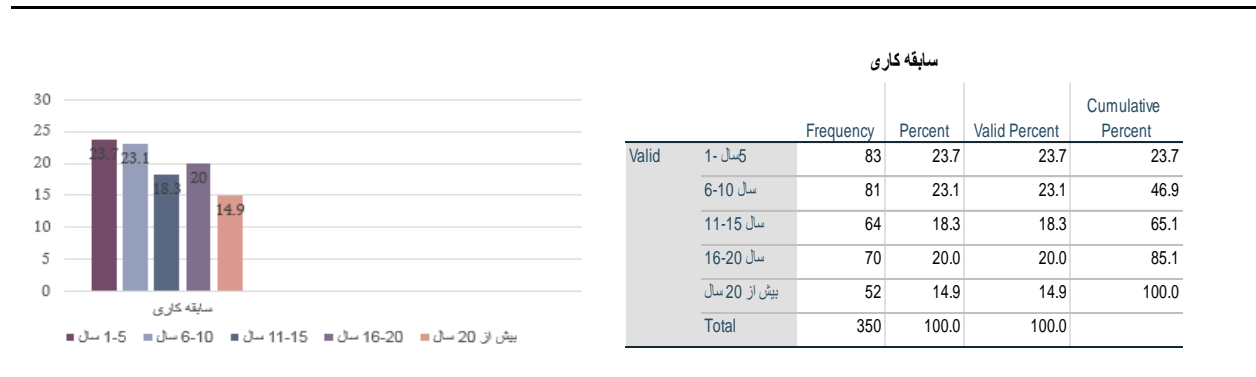 سابقه کاری
30
25
20
15
10
5
0
23.7 23.1 18.3 20 14.9
سابقه کاری
1-5 سال 6-10 سال 11-15 سال 16-20 سال بیش از 20 سال
Frequency Percent Valid Percent Cumulative Percent
Valid 1- 5سال 83 23.7 23.7 23.7
6-10 سال 81 23.1 23.1 46.9
11-15 سال 64 18.3 18.3 65.1
16-20 سال 70 20.0 20.0 85.1
بیش از 20 سال 52 14.9 14.9 100.0
Total 350 100.0 100.0